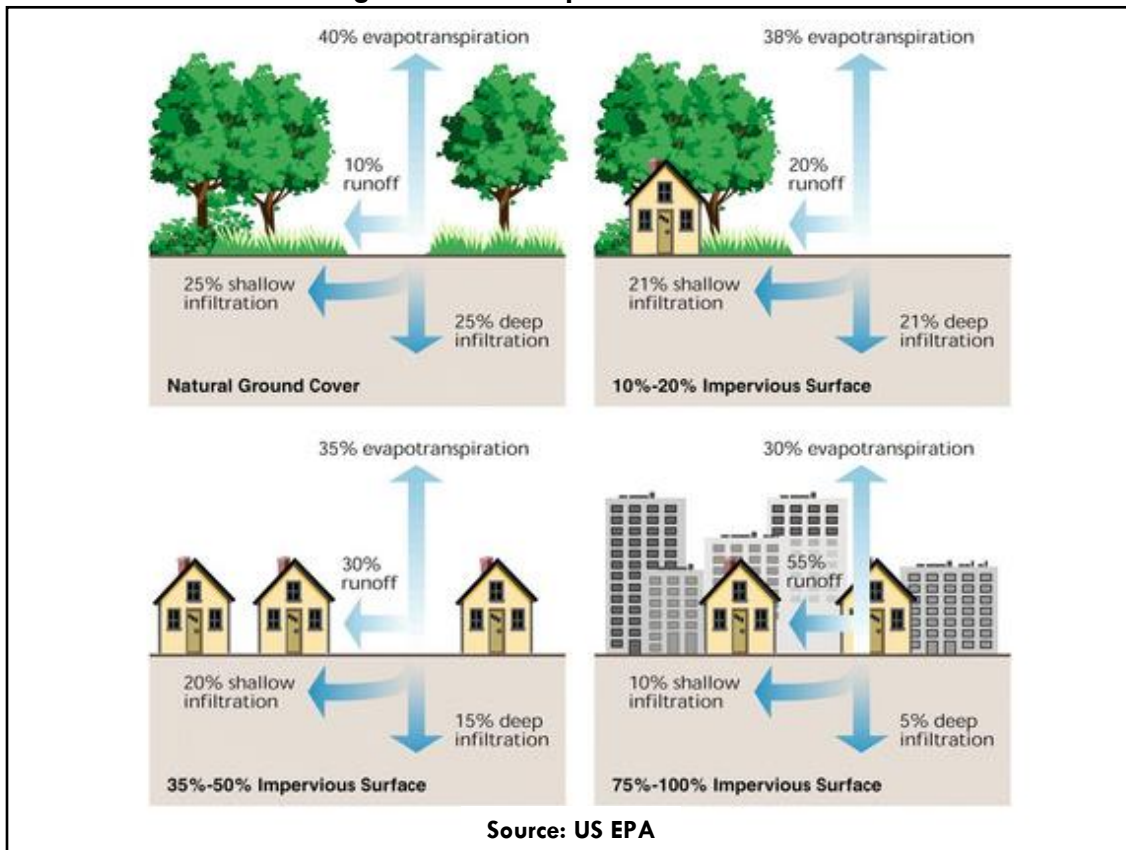 40% evapotranspiration
10%
runoff
25% shallow
infiltration
25% deep
infiltration
Natural Ground Cover
38% evapotranspiration
20%
runoff
21% shallow
infiltration
21% deep
infiltration
10%-20% Impervious Surface
35% evapotranspiration
30%
runoff
20% shallow
infiltration
15% deep
infiltration
35%-50% Impervious Surface
30% evapotranspiration
55%
runoff
10% shallow
infiltration
5% deep
infiltration
75%-100% Impervious Surface
Source: US EPA